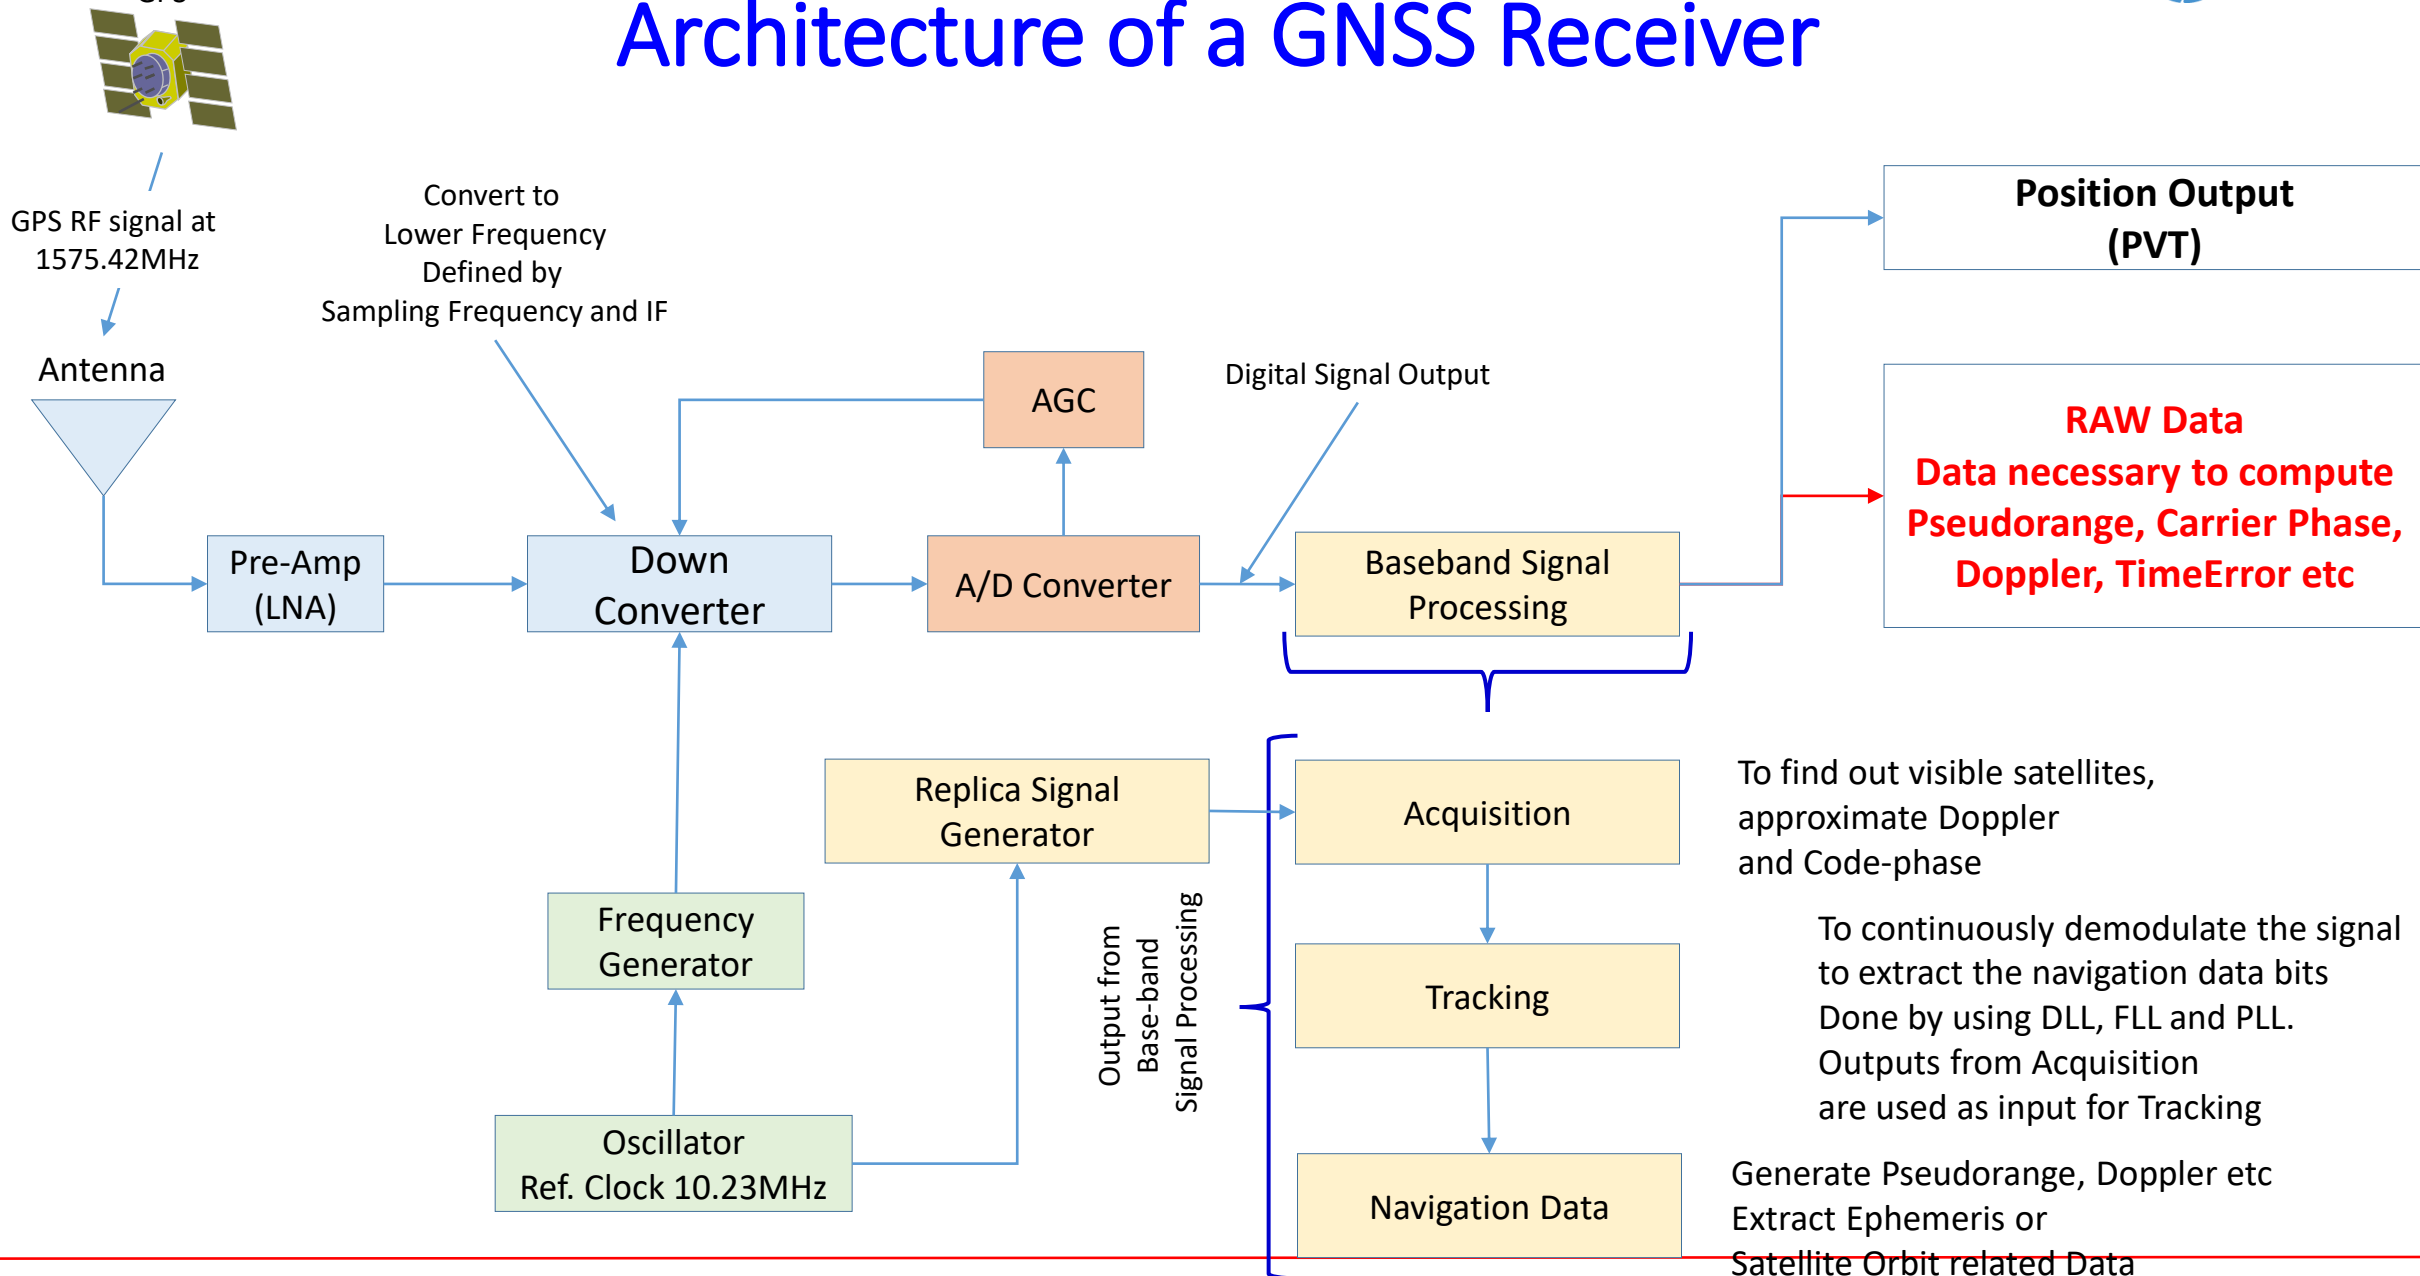 Architecture of a GNSS Receiver
GPS RF signal at
1575.42MHz
Antenna
Convert to
Lower Frequency
Defined by
Sampling Frequency and IF
AGC
Digital Signal Output
Position Output
(PVT)
RAW Data
Data necessary to compute
Pseudorange, Carrier Phase,
Doppler, TimeError etc
Pre-Amp
(LNA)
Down
Converter
A/D Converter
Baseband Signal
Processing
Replica Signal
Generator
Acquisition
To find out visible satellites,
approximate Doppler
and Code-phase
Frequency
Generator
Output from
Base-band
Signal Processing
Tracking
To continuously demodulate the signal
to extract the navigation data bits
Done by using DLL, FLL and PLL.
Outputs from Acquisition
are used as input for Tracking
Oscillator
Ref. Clock 10.23MHz
Navigation Data
Generate Pseudorange, Doppler etc
Extract Ephemeris or
Satellite Orbit related Data